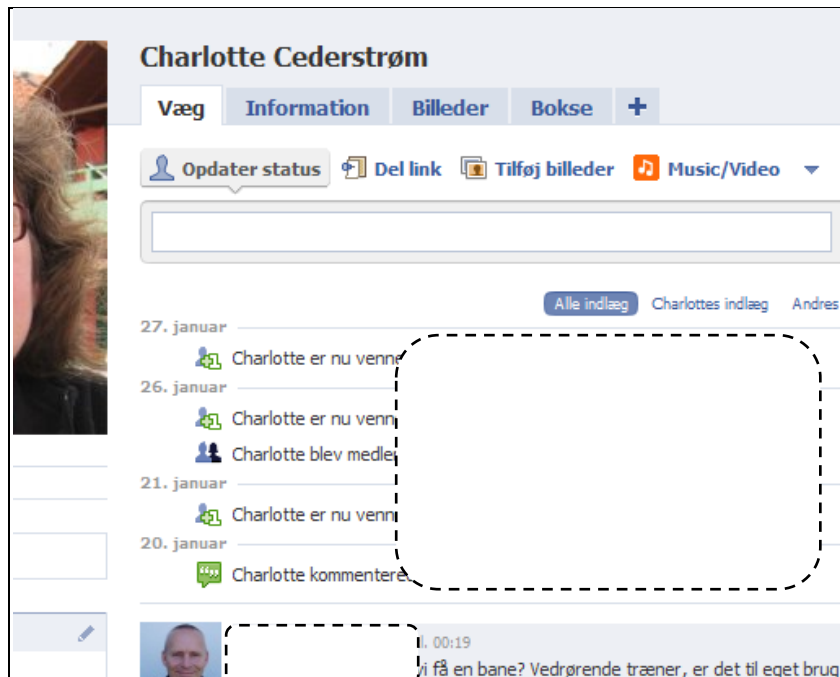 Charlotte Cederstrøm
Væg Information Billeder Bokse +
Opdater status Del link Tilføj billeder Music/Video
Alle indlæg Charlottes indlæg Andres
27. januar
Charlotte er nu venne
26. januar
Charlotte er nu venn
Charlotte blev medle
21. januar
Charlotte er nu venn
20. januar
Charlotte kommentere
l. 00:19
vi få en bane? Vedrørende træner, er det til eget brug